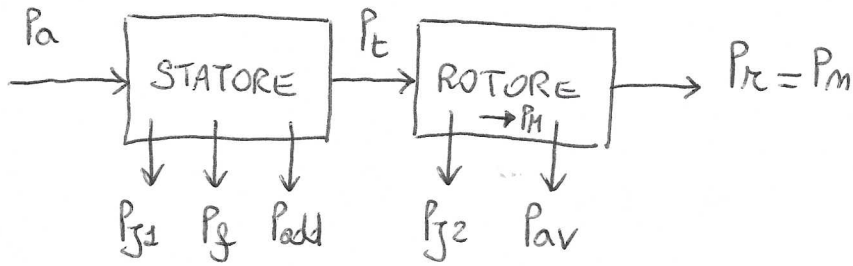 Pa
STATORE
Pt
ROTORE
→ PM
Pr = Pm
PJ1 Pf Padd
PJ2 Pav